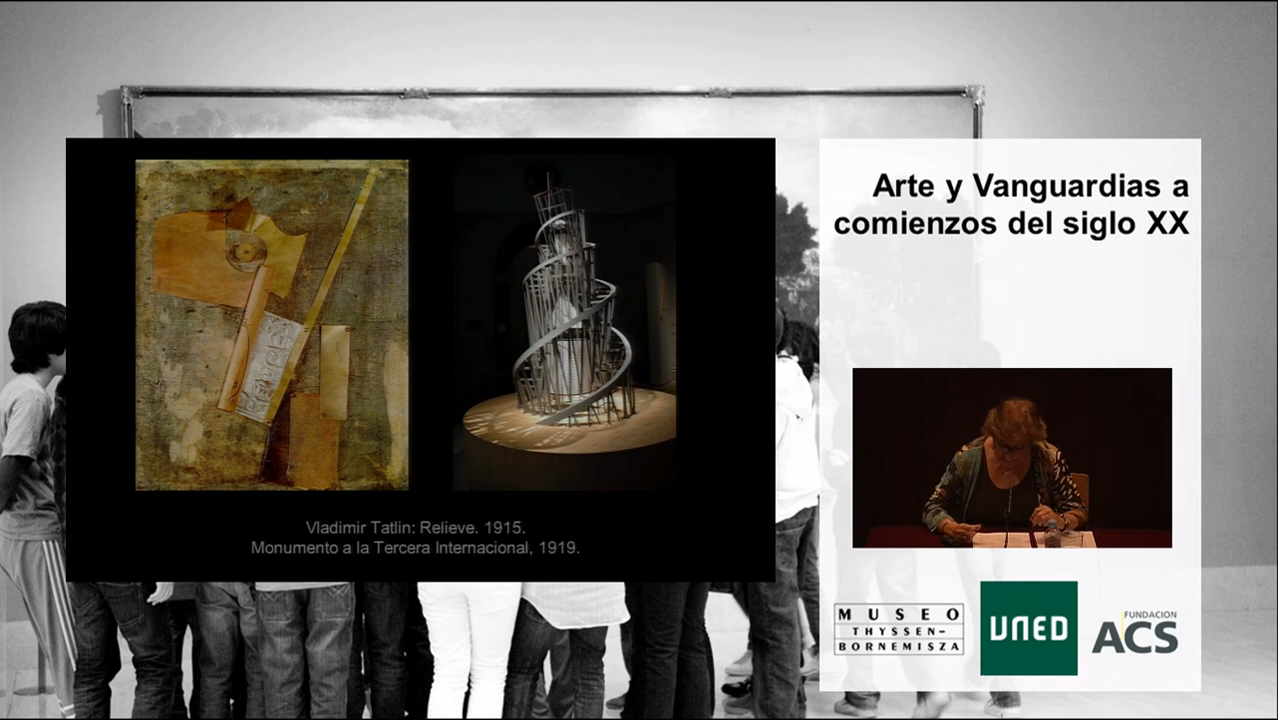 Arte y Vanguardias a
comienzos del siglo XX
Vladimir Tatlin: Relieve. 1915.
Monumento a la Tercera Internacional, 1919.
MUSEO
THYSSEN-
BORNEMISZA
UNED
FUNDACION
ACS